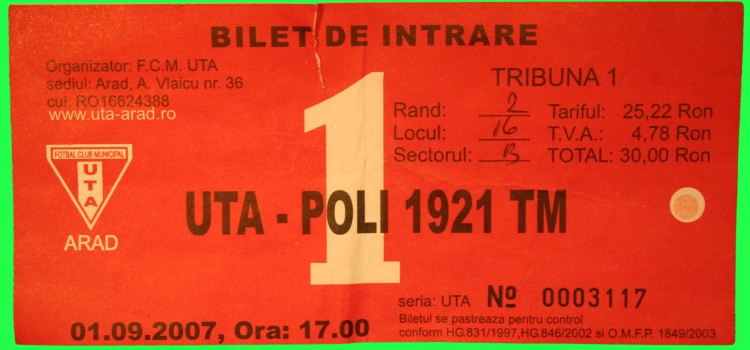 BILET DE INTRARE
Organizator: F.C.M. UTA
sediul: Arad, A. Vlaicu nr. 36
cui. RO16624388
www.uta-arad.ro
TRIBUNA 1
Rand: 2 Tariful: 25,22 Ron
Locul: 16 T.V.A.: 4,78 Ron
Sectorul: B TOTAL: 30,00 Ron
1
FOTBAL CLUB MUNICIPAL
UTA
ARAD
UTA - POLI 1921 TM
seria: UTA № 0003117
Biletul se pastreaza pentru control
conform HG.831/1997, HG.846/2002 si O.M.F.P. 1849/2003
01.09.2007, Ora: 17.00